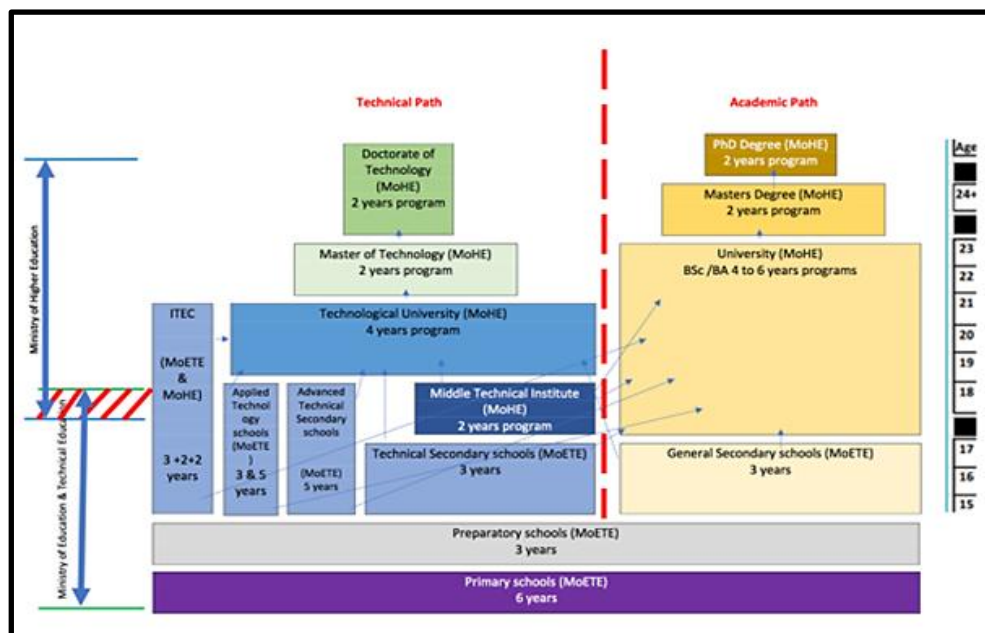 Technical Path
Academic Path
Doctorate of
Technology
(MoHE)
2 years program
PhD Degree (MoHE)
2 years program
Masters Degree (MoHE)
2 years program
Master of Technology (MoHE)
2 years program
University (MoHE)
BSc /BA 4 to 6 years programs
ITEC
(MoETE
&
MoHE)
3 +2+2
years
Technological University (MoHE)
4 years program
Applied
Technolo
gy schools
(MoETE
)
3 & 5
years
Advanced
Technical
Secondary
schools
(MoETE)
5 years
Middle Technical Institute
(MoHE)
2 years program
Technical Secondary schools (MoETE)
3 years
General Secondary schools (MoETE)
3 years
Preparatory schools (MoETE)
3 years
Primary schools (MoETE)
6 years
Ministry of Higher Education
Ministry of Education & Technical Education
Age
24+
23
22
21
20
19
18
17
16
15